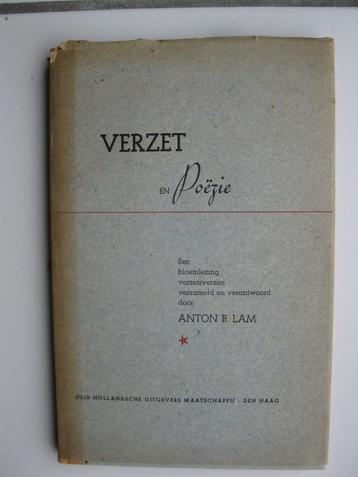 VERZET
EN Poëzie
Een
bloemlezing
verzetsverzen
verzameld en verantwoord
door
ANTON B. LAM
ZUID-HOLLANDSCHE UITGEVERS MAATSCHAPPIJ - DEN HAAG